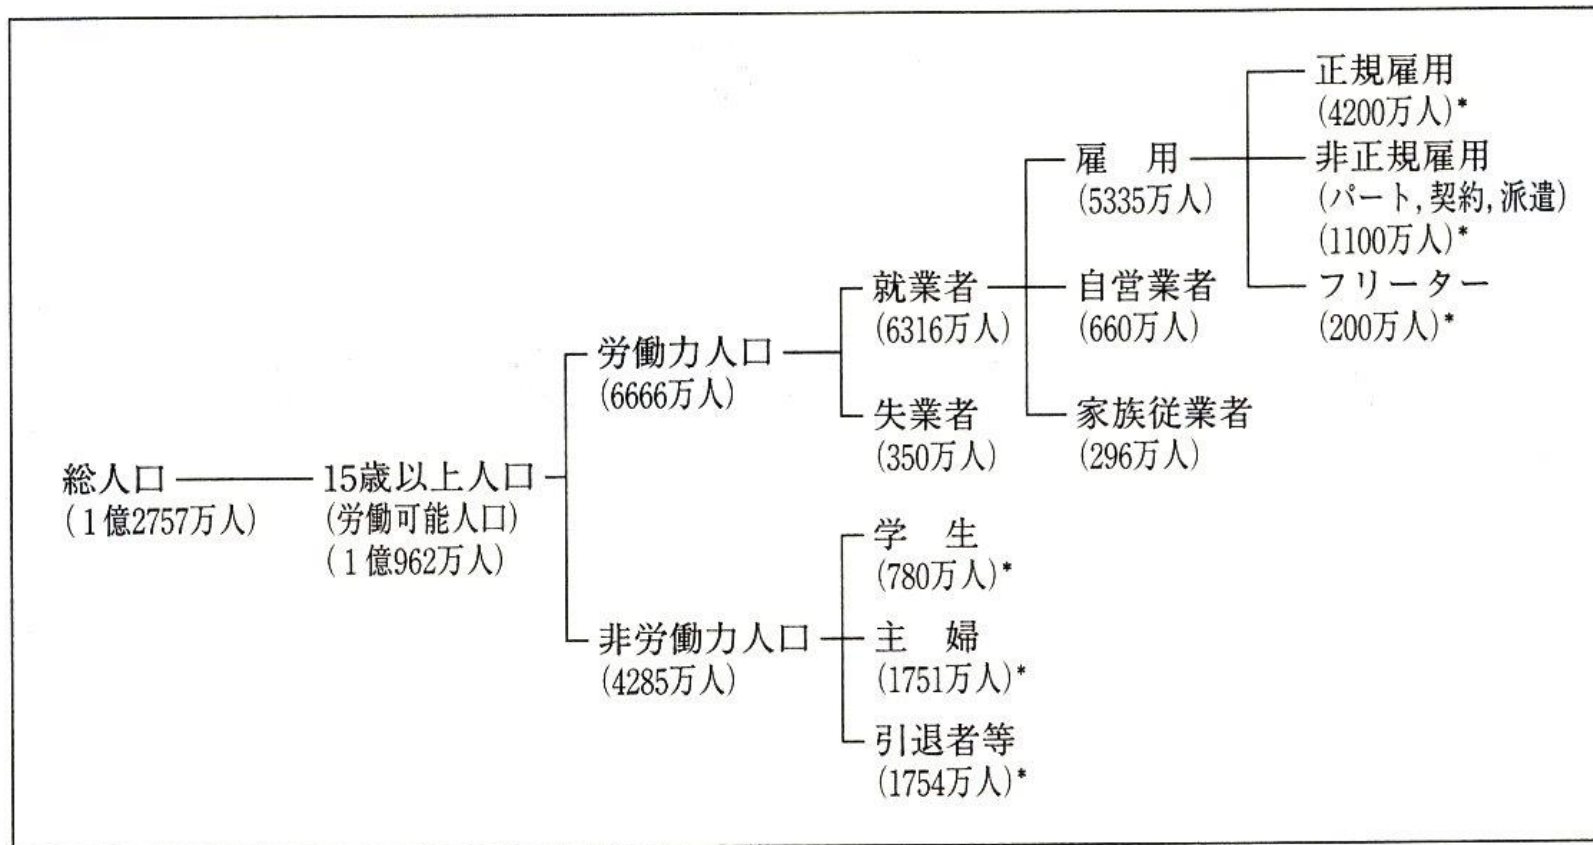 総人口
(1億2757万人)
15歳以上人口
(労働可能人口)
(1億962万人)
労働力人口
(6666万人)
就業者
(6316万人)
雇　用
(5335万人)
正規雇用
(4200万人)*
非正規雇用
(パート,契約,派遣)
(1100万人)*
フリーター
(200万人)*
自営業者
(660万人)
家族従業者
(296万人)
失業者
(350万人)
非労働力人口
(4285万人)
学　生
(780万人)*
主　婦
(1751万人)*
引退者等
(1754万人)*